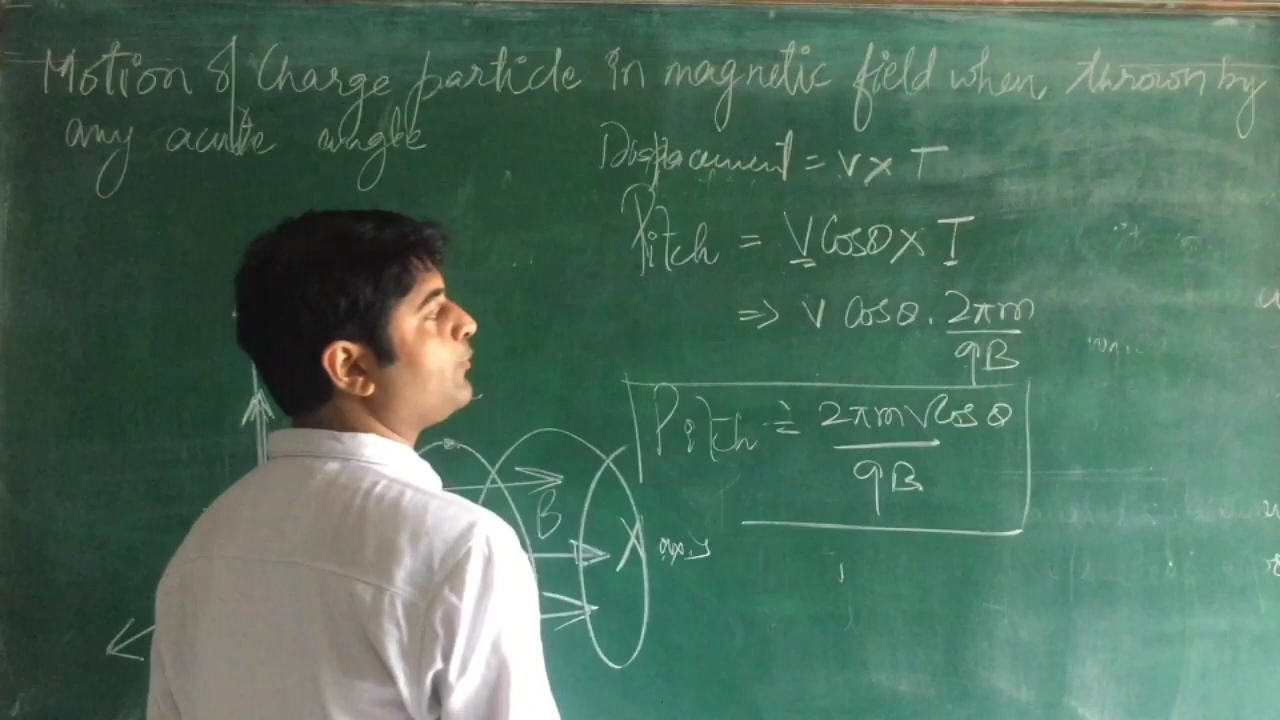 Motion of Charge particle in magnetic field when thrown by
any acute angle
Displacement = V x T
Pitch = V Cosθ x T
=> V Cosθ . 2πm/qB
Pitch = 2πmVCosθ/qB
B
X axis